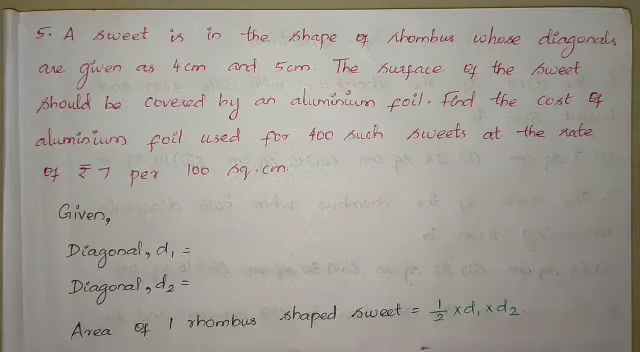 5. A sweet is in the shape of rhombus whose diagonals
are given as 4cm and 5cm. The surface of the sweet
should be covered by an aluminium foil. Find the cost of
aluminium foil used for 400 such sweets at the rate
of ₹ 7 per 100 sq.cm.
Given,
Diagonal, d₁ =
Diagonal, d₂ =
Area of 1 rhombus shaped sweet = 1/2 x d₁ x d₂